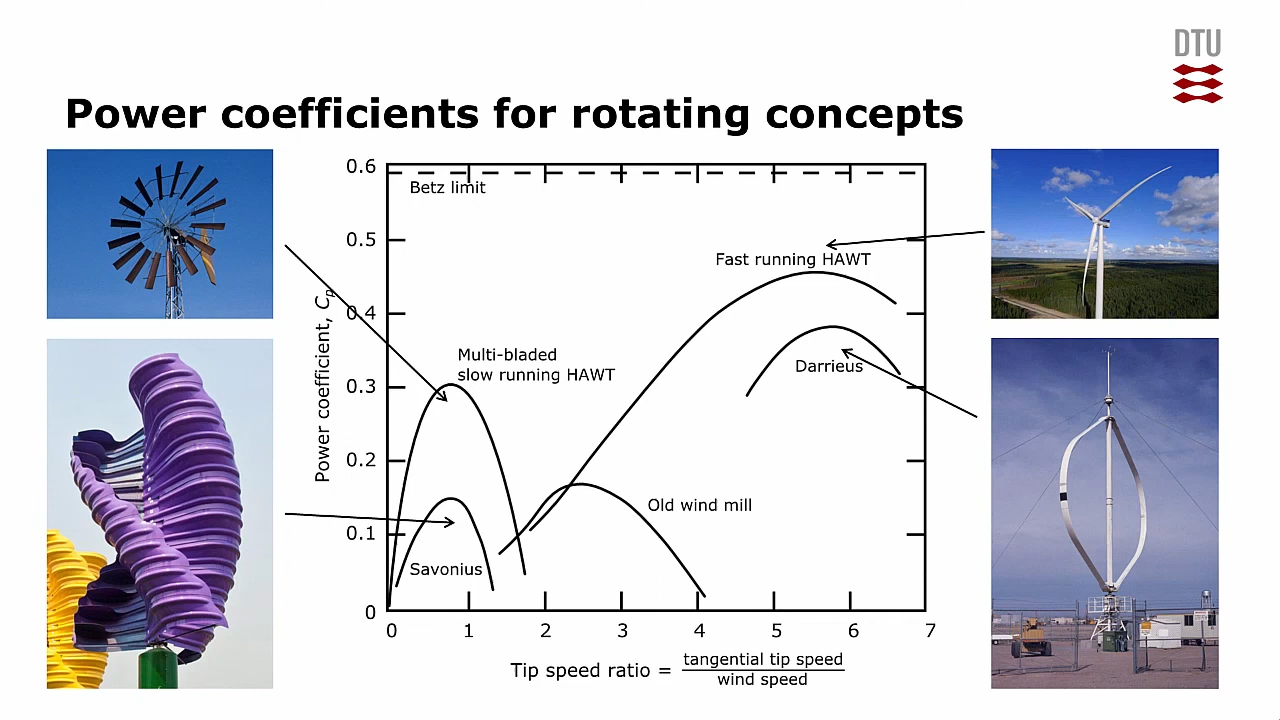 DTU
Power coefficients for rotating concepts
0.6
Betz limit
0.5
Fast running HAWT
Power coefficient, Cp
0.4
Multi-bladed
slow running HAWT
Darrieus
0.3
0.2
Old wind mill
0.1
Savonius
0
0 1 2 3 4 5 6 7
Tip speed ratio = tangential tip speed
wind speed